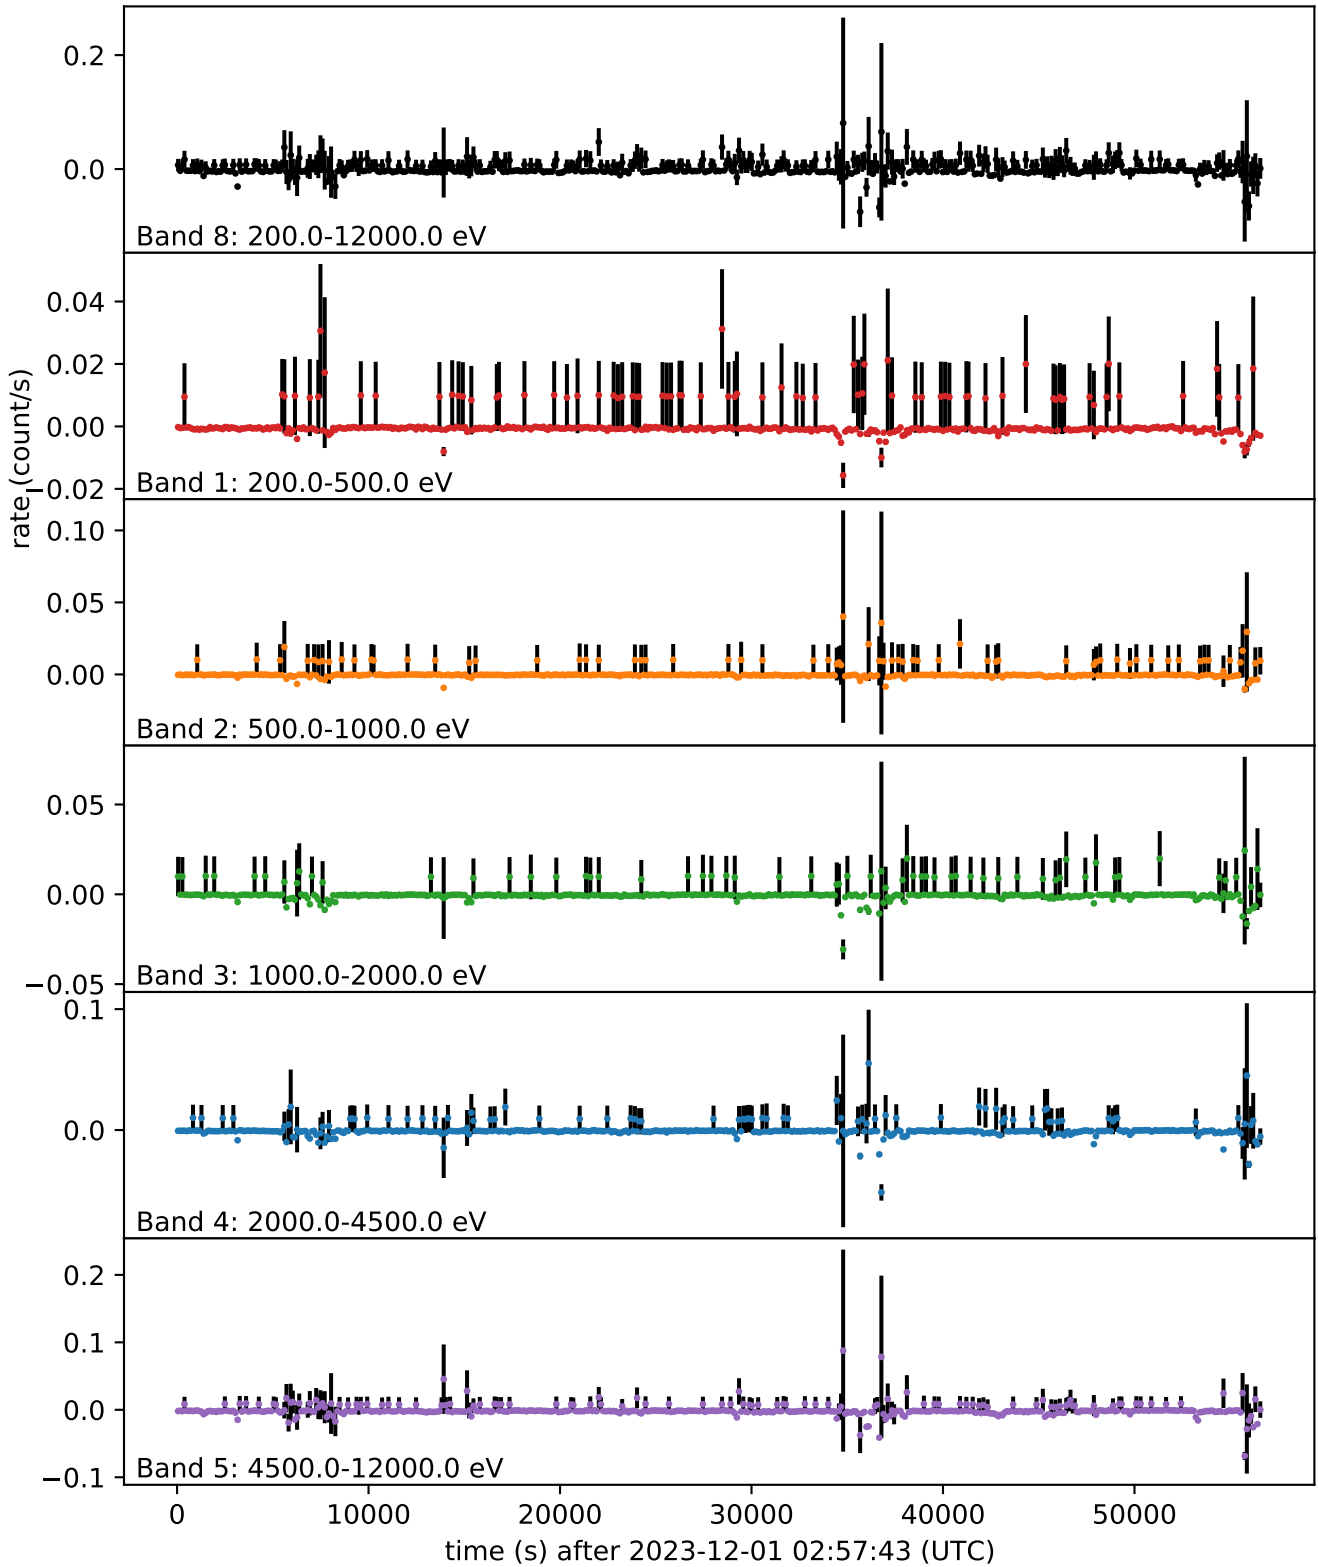 0.2
0.0
Band 8: 200.0-12000.0 eV
0.04
0.02
0.00
−0.02
Band 1: 200.0-500.0 eV
rate (count/s)
0.10
0.05
0.00
Band 2: 500.0-1000.0 eV
0.05
0.00
−0.05
Band 3: 1000.0-2000.0 eV
0.1
0.0
Band 4: 2000.0-4500.0 eV
0.2
0.1
0.0
−0.1
Band 5: 4500.0-12000.0 eV
0 10000 20000 30000 40000 50000
time (s) after 2023-12-01 02:57:43 (UTC)